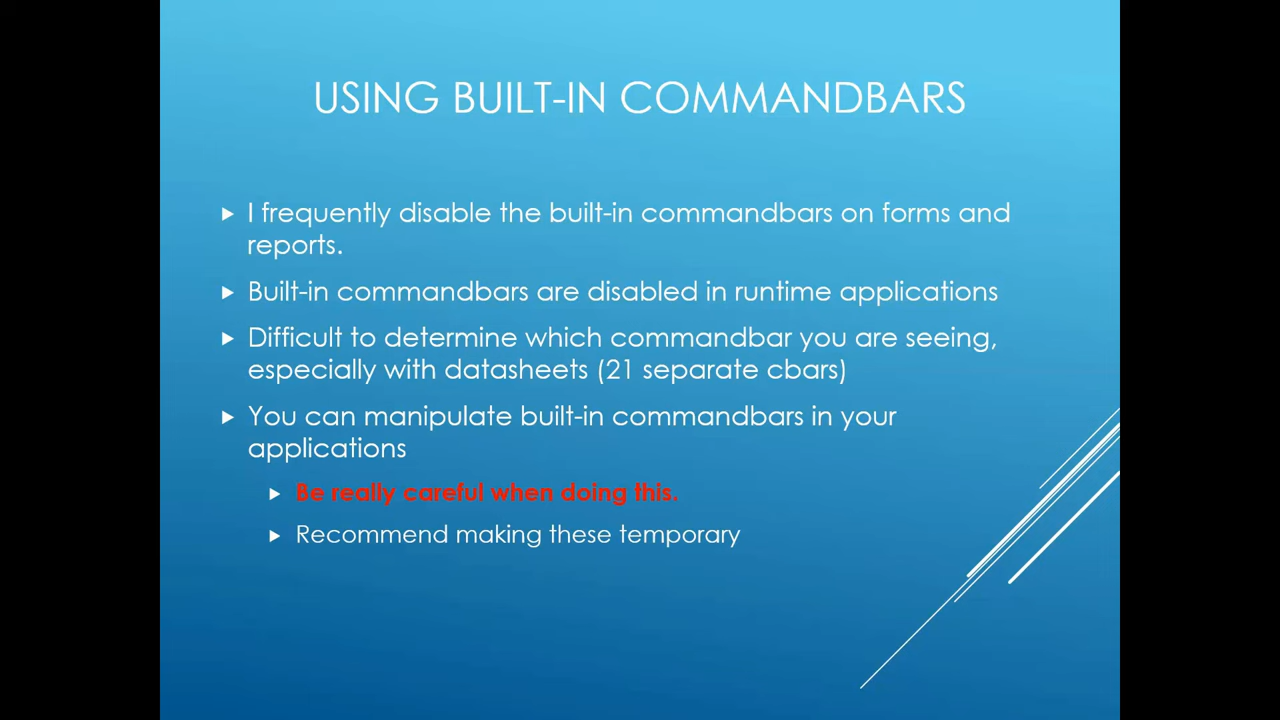 USING BUILT-IN COMMANDBARS
I frequently disable the built-in commandbars on forms and
reports.
Built-in commandbars are disabled in runtime applications
Difficult to determine which commandbar you are seeing,
especially with datasheets (21 separate cbars)
You can manipulate built-in commandbars in your
applications
Be really careful when doing this.
Recommend making these temporary